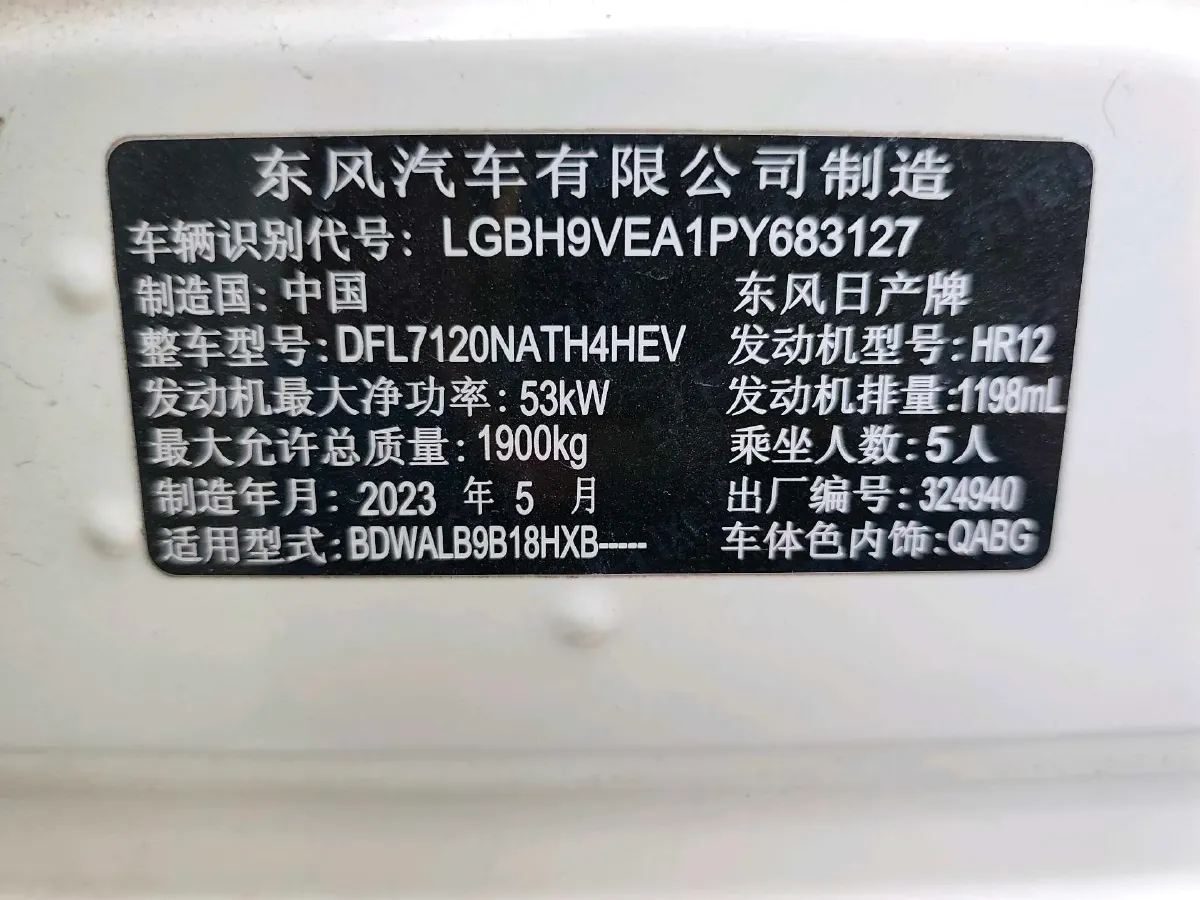 东风汽车有限公司制造
车辆识别代号: LGBH9VEA1PY683127
制造国: 中国 东风日产牌
整车型号: DFL7120NATH4HEV 发动机型号: HR12
发动机最大净功率: 53kW 发动机排量: 1198mL
最大允许总质量: 1900kg 乘坐人数: 5人
制造年月: 2023 年 5 月 出厂编号: 324940
适用型式: BDWALB9B18HXB----- 车体色内饰: QABG